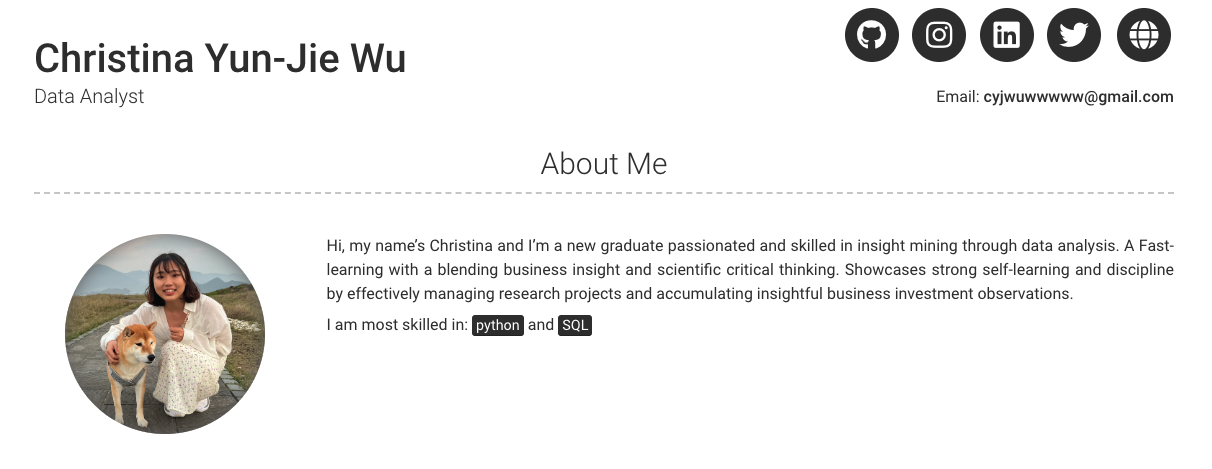 Christina Yun-Jie Wu
Data Analyst
Email: cyjwuwwwww@gmail.com
About Me
Hi, my name’s Christina and I’m a new graduate passionated and skilled in insight mining through data analysis. A Fast-
learning with a blending business insight and scientific critical thinking. Showcases strong self-learning and discipline
by effectively managing research projects and accumulating insightful business investment observations.
I am most skilled in: python and SQL